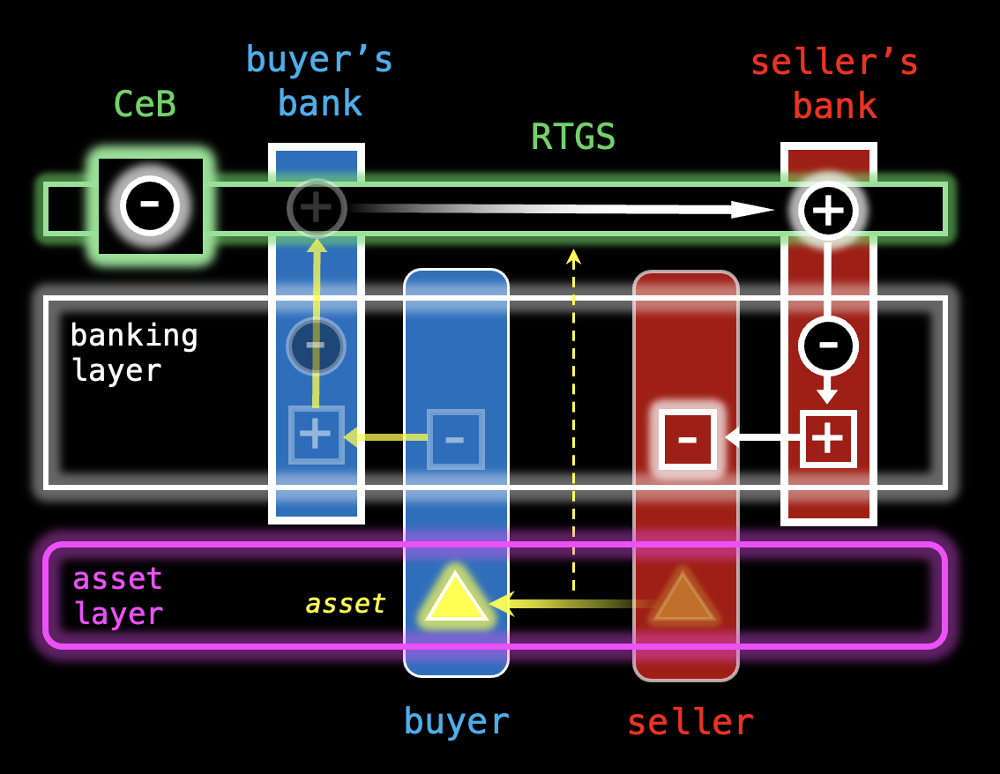 buyer’s
bank
seller’s
bank
CeB
RTGS
-
+
+
banking
layer
-
-
+
-
-
+
asset
layer
asset
buyer
seller